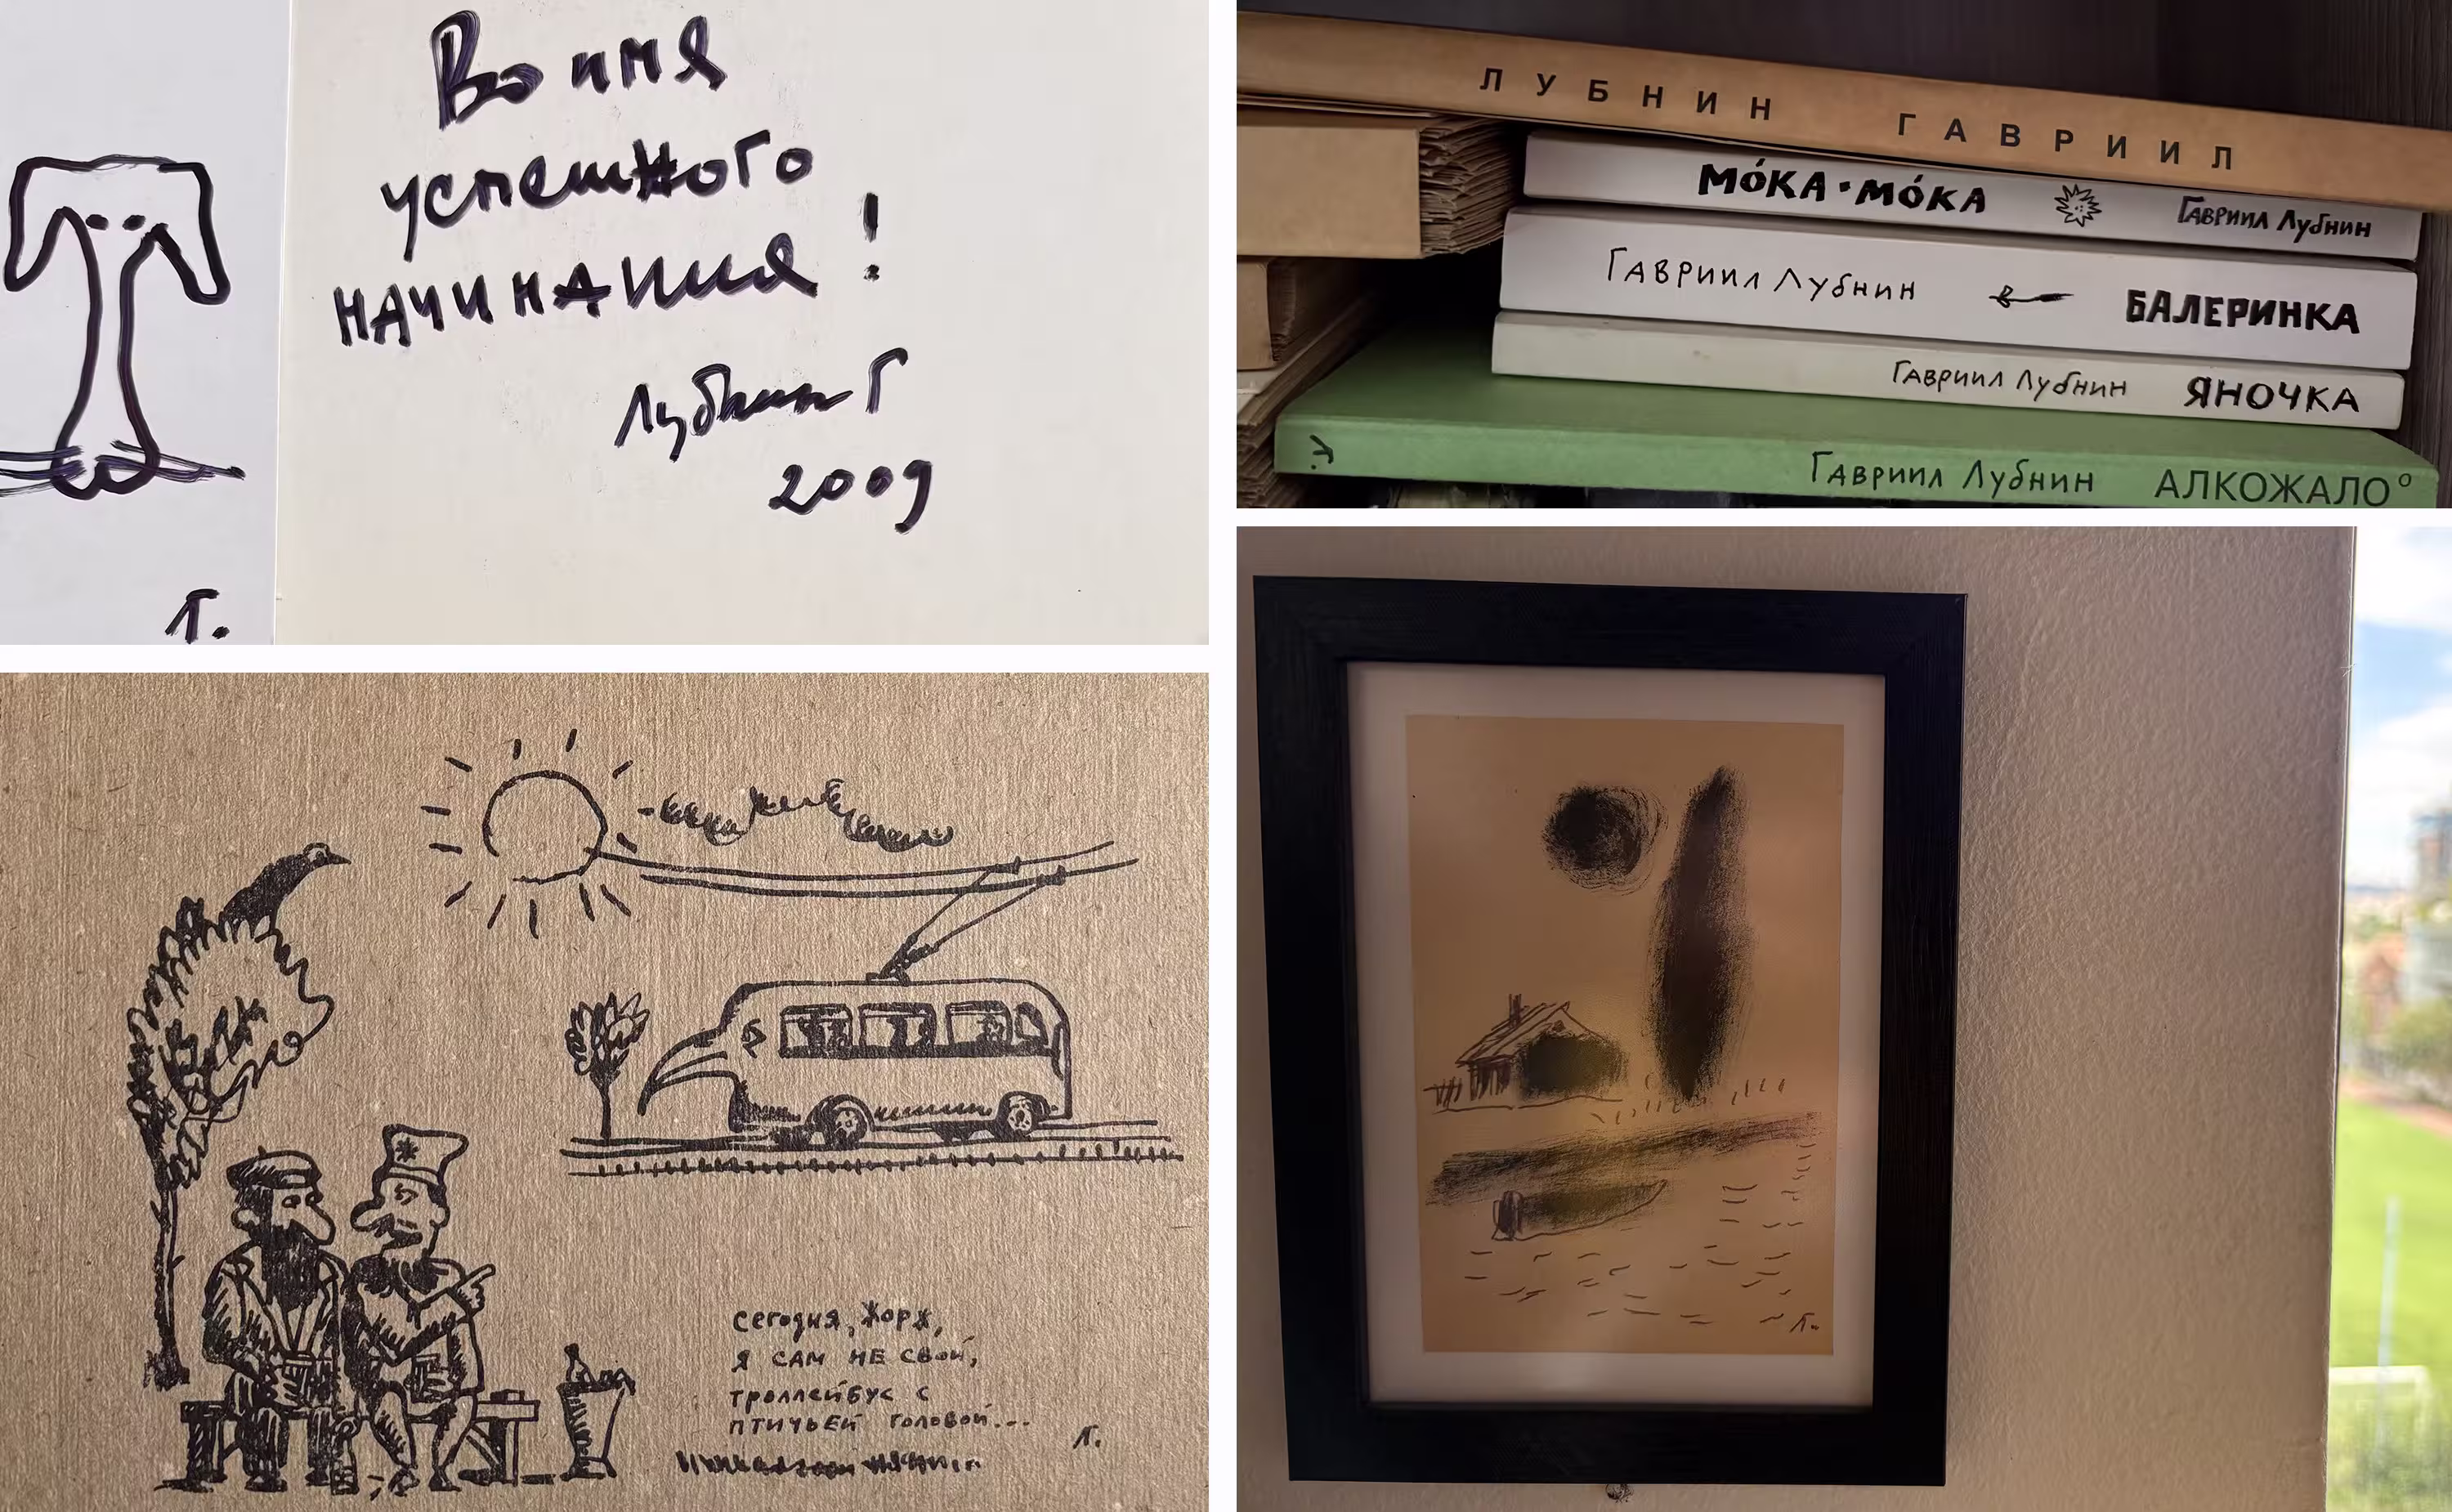 Во имя
успешного
начинания!
Лубнин Г
2009
Л.
ЛУБНИН ГАВРИИЛ
МО́КА·МО́КА Гавриил Лубнин
Гавриил Лубнин БАЛЕРИНКА
Гавриил Лубнин ЯНОЧКА
Гавриил Лубнин АЛКОЖАЛО°
Сегодня, Жорж,
я сам не свой,
троллейбус с
птичьей головой...
Л.
Л.